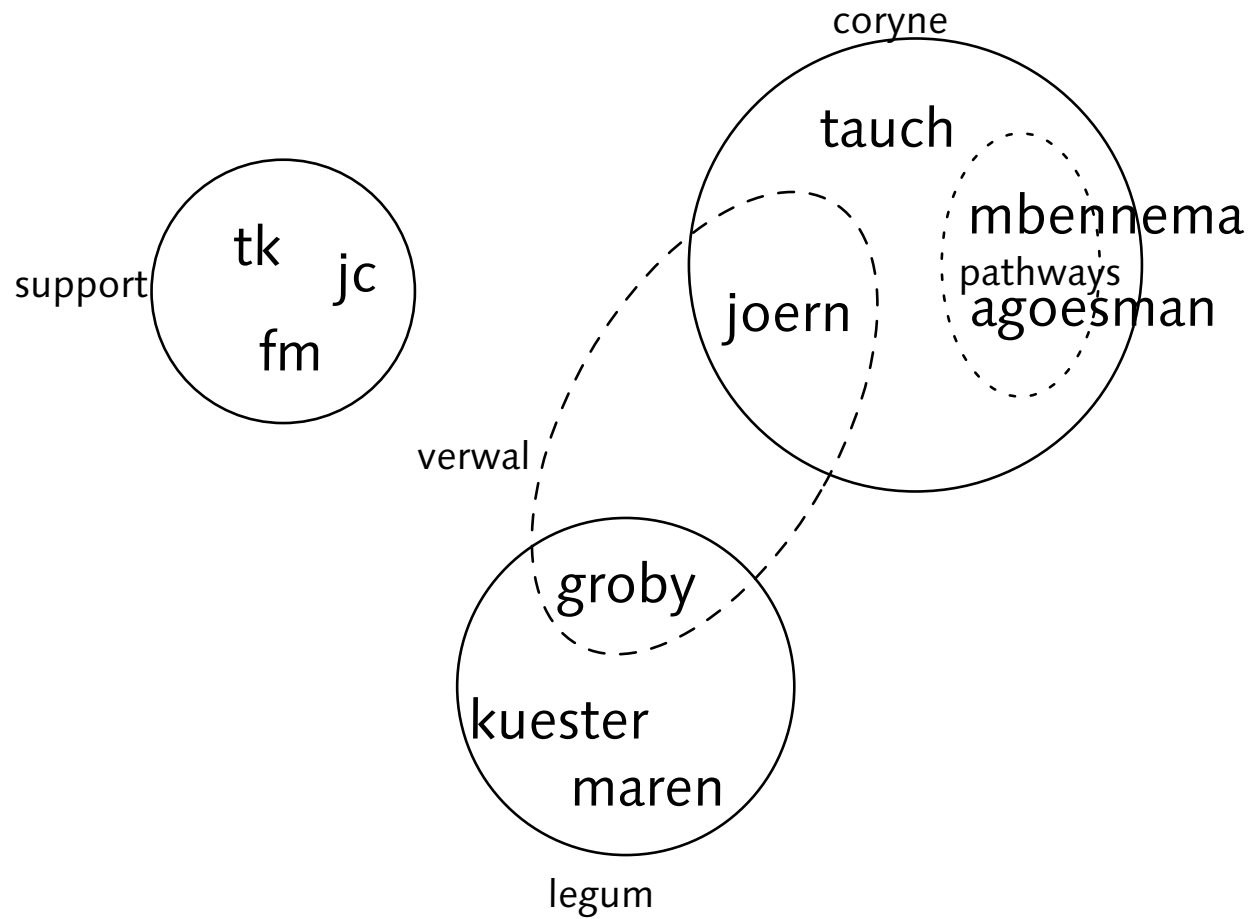 coryne
tauch
mbennema
pathways
agoesman
joern
tk
jc
support
fm
verwal
groby
kuester
maren
legum